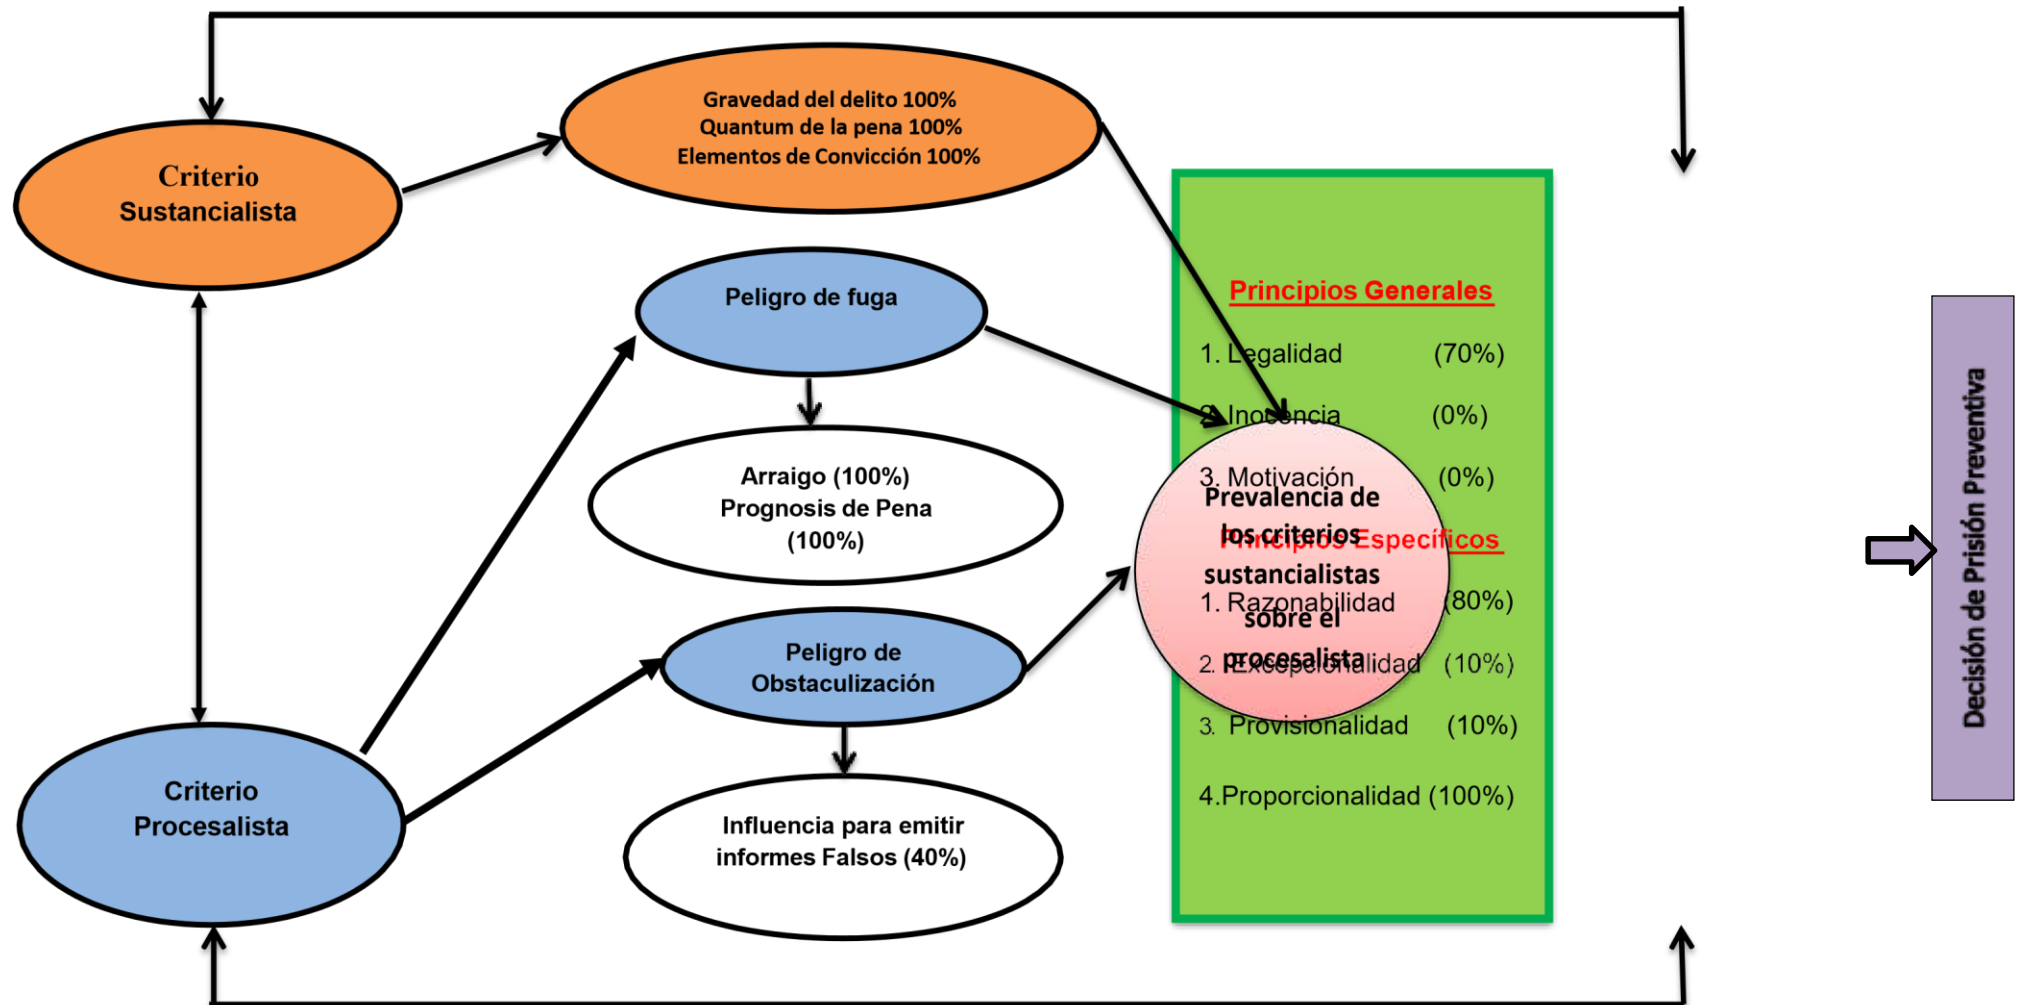 Gravedad del delito 100%
Quantum de la pena 100%
Elementos de Convicción 100%
Criterio
Sustancialista
Peligro de fuga
Arraigo (100%)
Prognosis de Pena
(100%)
Peligro de
Obstaculización
Criterio
Procesalista
Influencia para emitir
informes Falsos (40%)
Principios Generales
1. Legalidad (70%)
2. Inocencia (0%)
3. Motivación (0%)
Principios Específicos
1. Razonabilidad (80%)
2. Excepcionalidad (10%)
3. Provisionalidad (10%)
4.Proporcionalidad (100%)
Prevalencia de
los criterios
sustancialistas
sobre el
procesalista
Decisión de Prisión Preventiva